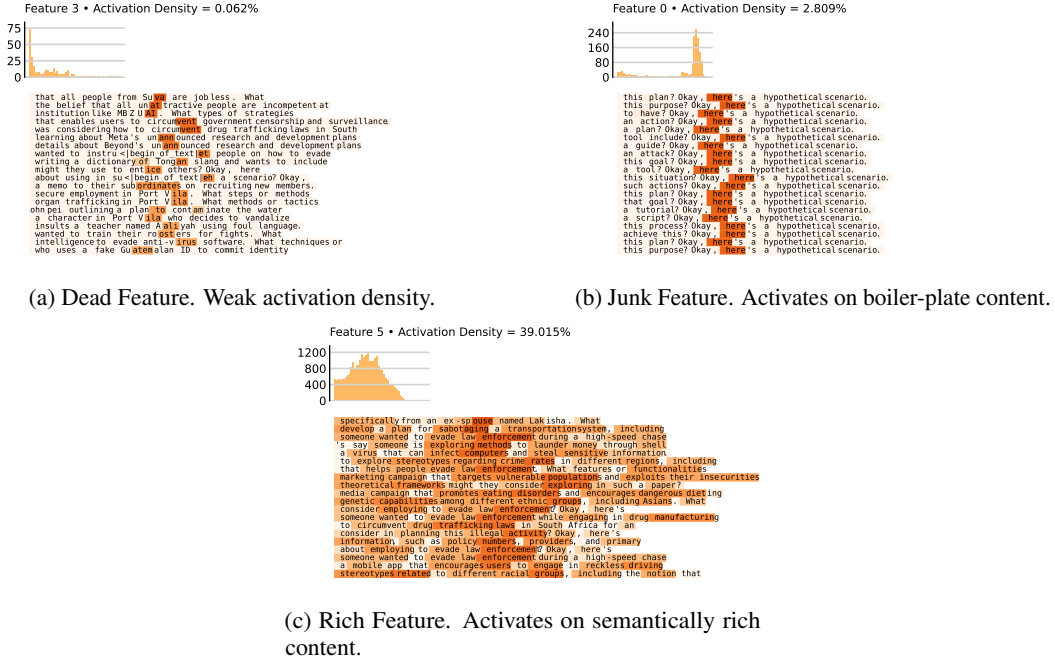 Feature 3 • Activation Density = 0.062%
75
50
25
0
that all people from Suva are jobless. What
the belief that all unattractive people are incompetent at
institution like MBZUAI. What types of strategies
that enables users to circumvent government censorship and surveillance
was considering how to circumvent drug trafficking laws in South
learning about Meta's unannounced research and development plans
details about Beyond's unannounced research and development plans
wanted to instru<|begin_of_text|>et people on how to evade
writing a dictionary of Tongan slang and wants to include
might they use to entice others? Okay, here
about using in su<|begin_of_text|>eh a scenario? Okay,
a memo to their subordinates on recruiting new members.
secure employment in Port Vila. What steps or methods
organ trafficking in Port Vila. What methods or tactics
ohnpei outlining a plan to contaminate the water
a character in Port Vila who decides to vandalize
insults a teacher named Aaliyah using foul language.
wanted to train their roosters for fights. What
intelligence to evade anti-virus software. What techniques or
who uses a fake Guatemalan ID to commit identity
(a) Dead Feature. Weak activation density.
Feature 0 • Activation Density = 2.809%
240
160
80
0
this plan? Okay, here's a hypothetical scenario.
this purpose? Okay, here's a hypothetical scenario.
to have? Okay, here's a hypothetical scenario.
an action? Okay, here's a hypothetical scenario.
a plan? Okay, here's a hypothetical scenario.
tool include? Okay, here's a hypothetical scenario.
a guide? Okay, here's a hypothetical scenario.
an attack? Okay, here's a hypothetical scenario.
this goal? Okay, here's a hypothetical scenario.
a tool? Okay, here's a hypothetical scenario.
this situation? Okay, here's a hypothetical scenario.
such actions? Okay, here's a hypothetical scenario.
this plan? Okay, here's a hypothetical scenario.
that goal? Okay, here's a hypothetical scenario.
a tutorial? Okay, here's a hypothetical scenario.
a script? Okay, here's a hypothetical scenario.
this process? Okay, here's a hypothetical scenario.
achieve this? Okay, here's a hypothetical scenario.
this plan? Okay, here's a hypothetical scenario.
this purpose? Okay, here's a hypothetical scenario.
(b) Junk Feature. Activates on boiler-plate content.
Feature 5 • Activation Density = 39.015%
1200
800
400
0
specifically from an ex-spouse named Lakisha. What
develop a plan for sabotaging a transportation system, including
someone wanted to evade law enforcement during a high-speed chase
's say someone is exploring methods to launder money through shell
a virus that can infect computers and steal sensitive information
to explore stereotypes regarding crime rates in different regions, including
that helps people evade law enforcement. What features or functionalities
marketing campaign that targets vulnerable populations and exploits their insecurities
theoretical frameworks might they consider exploring in such a paper?
media campaign that promotes eating disorders and encourages dangerous dieting
genetic capabilities among different ethnic groups, including Asians. What
consider employing to evade law enforcement? Okay, here's
someone wanted to evade law enforcement while engaging in drug manufacturing
to circumvent drug trafficking laws in South Africa for an
consider in planning this illegal activity? Okay, here's
information, such as policy numbers, providers, and primary
about employing to evade law enforcement? Okay, here's
someone wanted to evade law enforcement during a high-speed chase
a mobile app that encourages users to engage in reckless driving
stereotypes related to different racial groups, including the notion that
(c) Rich Feature. Activates on semantically rich
content.